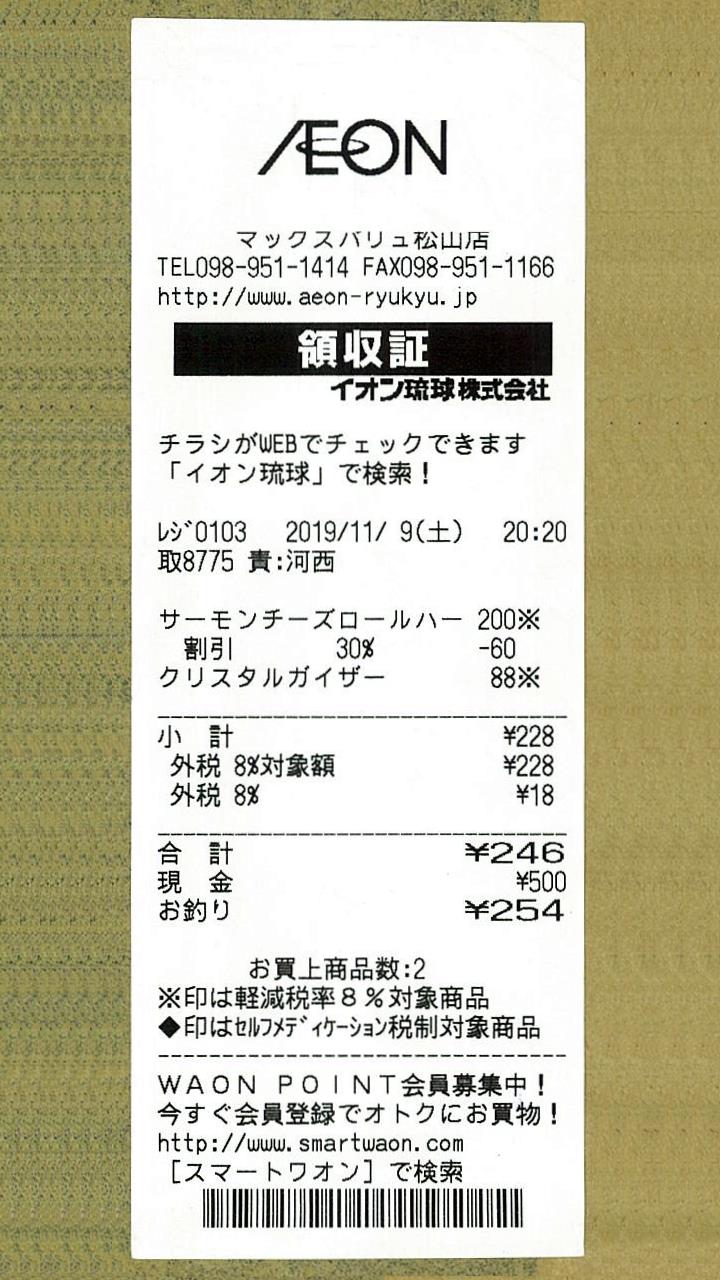 ÆON
マックスバリュ松山店
TEL098-951-1414 FAX098-951-1166
http://www.aeon-ryukyu.jp
領収証
イオン琉球株式会社
チラシがWEBでチェックできます
「イオン琉球」で検索！
ﾚｼﾞ0103 2019/11/ 9(土) 20:20
取8775 責:河西
サーモンチーズロールハー 200※
割引 30% -60
クリスタルガイザー 88※
小 計 ¥228
外税 8%対象額 ¥228
外税 8% ¥18
合 計 ¥246
現 金 ¥500
お釣り ¥254
お買上商品数:2
※印は軽減税率８％対象商品
◆印はｾﾙﾌﾒﾃﾞｨｹｰｼｮﾝ税制対象商品
ＷＡＯＮ ＰＯＩＮＴ会員募集中！
今すぐ会員登録でオトクにお買物！
http://www.smartwaon.com
［スマートワオン］で検索